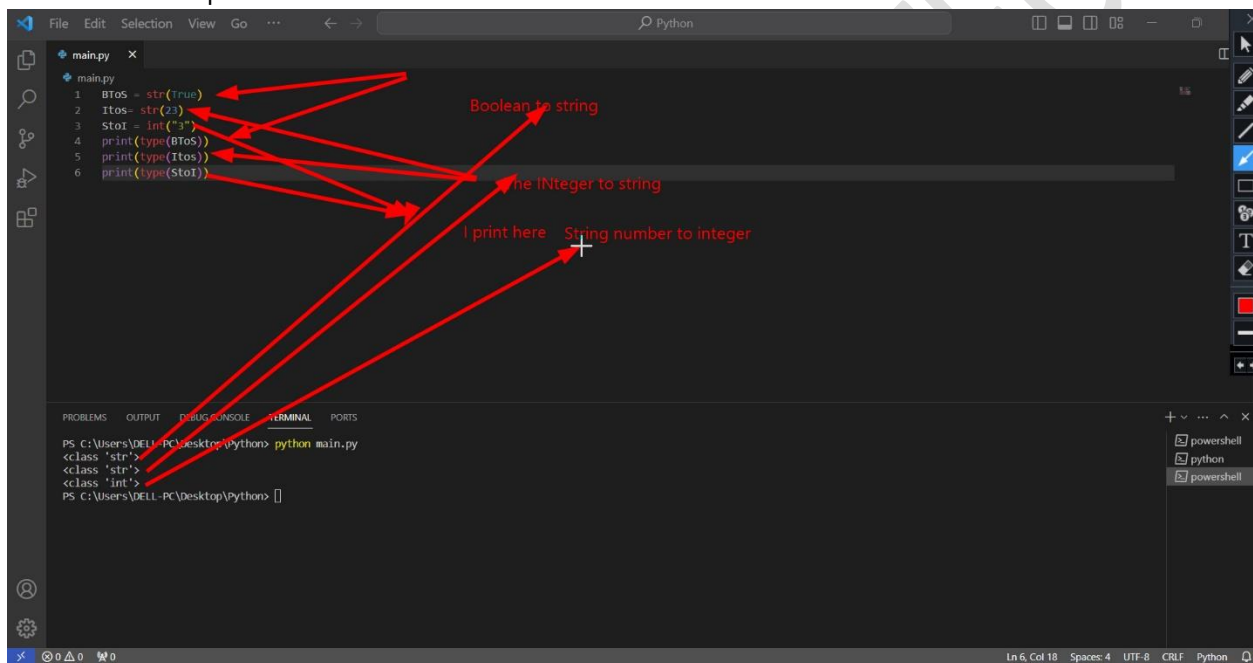 File Edit Selection View Go ... Python
main.py
main.py
1 BToS = str(True)
2 Itos= str(23)
3 StoI = int("3")
4 print(type(BToS))
5 print(type(Itos))
6 print(type(StoI))
Boolean to string
The INteger to string
I print here String number to integer
PROBLEMS OUTPUT DEBUG CONSOLE TERMINAL PORTS
PS C:\Users\DELL-PC\Desktop\Python> python main.py
<class 'str'>
<class 'str'>
<class 'int'>
PS C:\Users\DELL-PC\Desktop\Python>
powershell
python
powershell
0 0 0 Ln 6, Col 18 Spaces: 4 UTF-8 CRLF Python